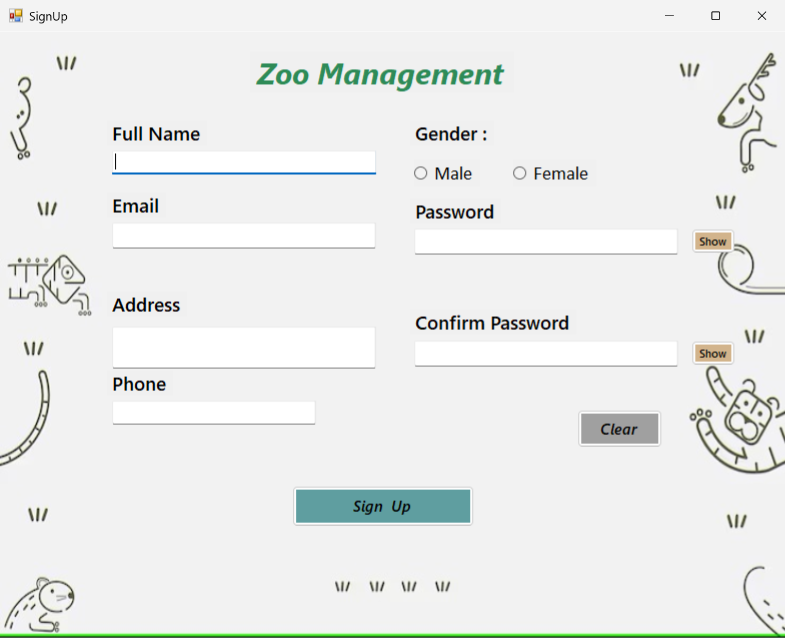 SignUp
Zoo Management
Full Name
Gender :
Male
Female
Email
Password
Show
Address
Confirm Password
Show
Phone
Clear
Sign Up